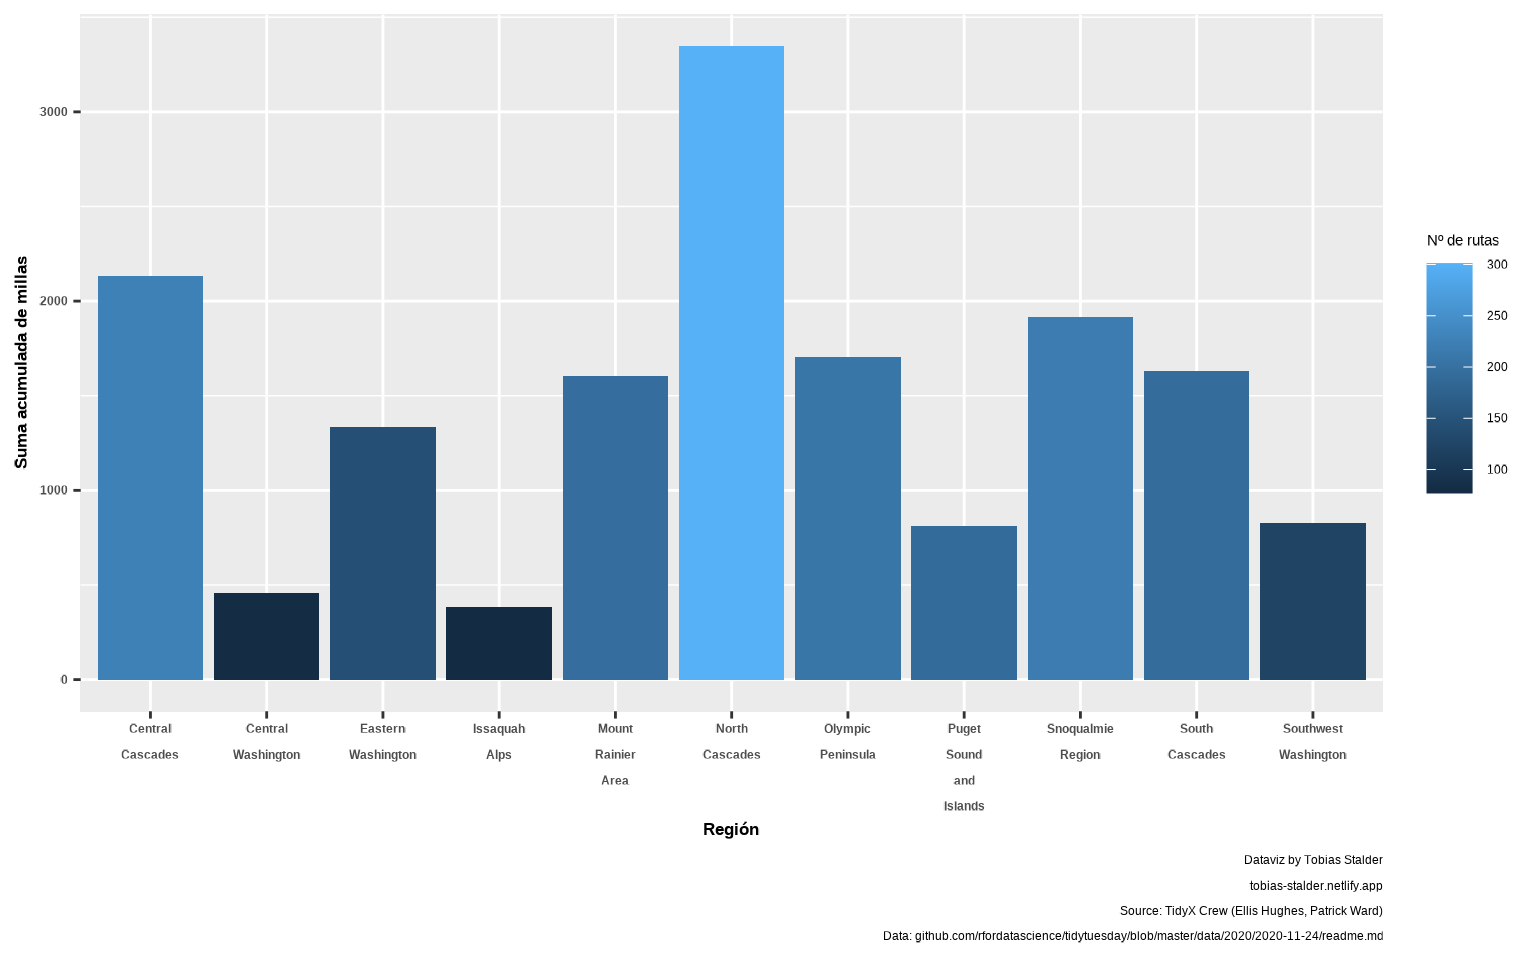 Suma acumulada de millas
3000
2000
1000
0
Central
Cascades
Central
Washington
Eastern
Washington
Issaquah
Alps
Mount
Rainier
Area
North
Cascades
Olympic
Peninsula
Puget
Sound
and
Islands
Snoqualmie
Region
South
Cascades
Southwest
Washington
Región
Nº de rutas
300
250
200
150
100
Dataviz by Tobias Stalder
tobias-stalder.netlify.app
Source: TidyX Crew (Ellis Hughes, Patrick Ward)
Data: github.com/rfordatascience/tidytuesday/blob/master/data/2020/2020-11-24/readme.md